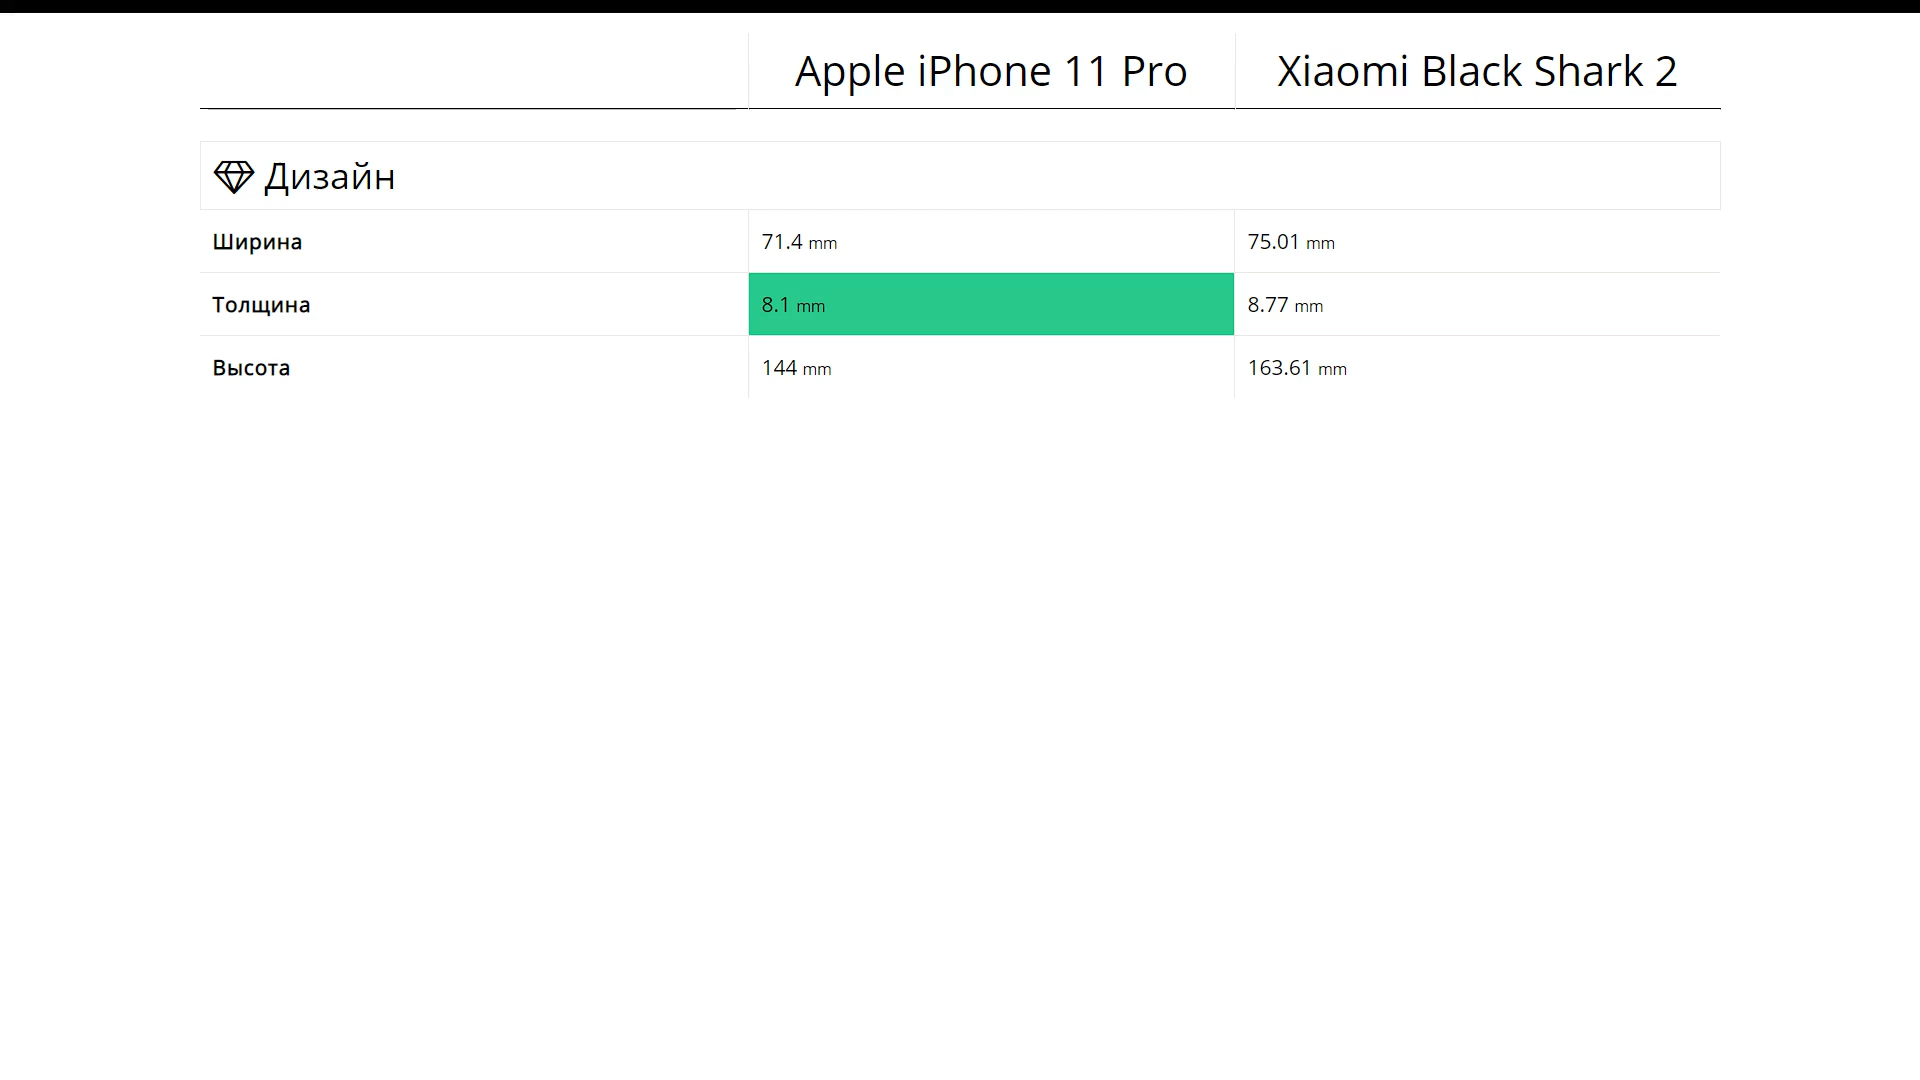 Apple iPhone 11 Pro Xiaomi Black Shark 2
Дизайн
Ширина 71.4 mm 75.01 mm
Толщина 8.1 mm 8.77 mm
Высота 144 mm 163.61 mm